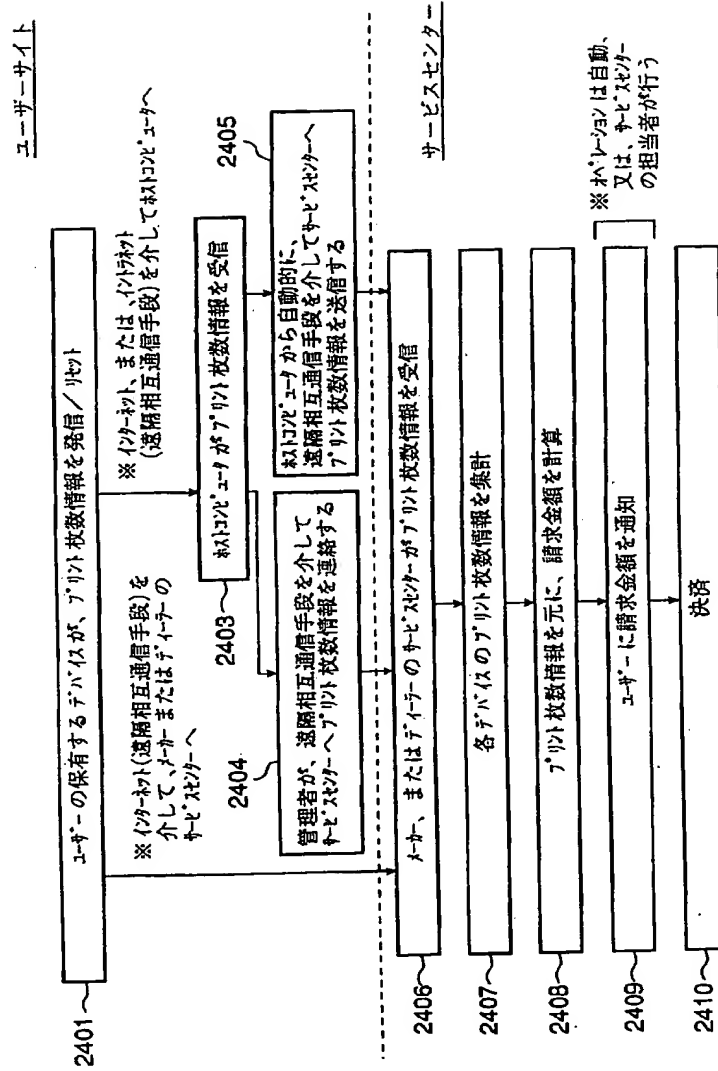 ユーザーサイト
2401
ユーザーの保有するデバイスが、プリント枚数情報を発信/リセット
※インターネット(遠隔相互通信手段)を
介して、メーカーまたはディーラーの
サービスセンターへ
※インターネット、または、イントラネット
(遠隔相互通信手段)を介してホストコンピュータへ
2403
ホストコンピュータがプリント枚数情報を受信
2404
管理者が、遠隔相互通信手段を介して
サービスセンターへプリント枚数情報を連絡する
2405
ホストコンピュータから自動的に、
遠隔相互通信手段を介してサービスセンターへ
プリント枚数情報を送信する
サービスセンター
2406
メーカー、またはディーラーのサービスセンターがプリント枚数情報を受信
2407
各デバイスのプリント枚数情報を集計
2408
プリント枚数情報を元に、請求金額を計算
2409
ユーザーに請求金額を通知
※オペレーションは自動、
又は、サービスセンター
の担当者が行う
2410
決済